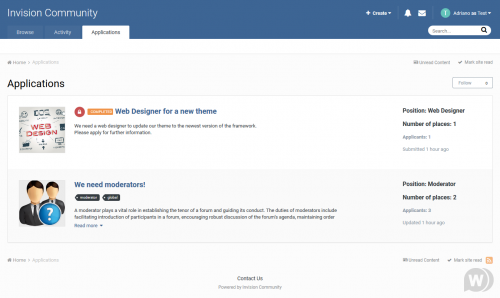 Invision Community
+ Create
Adriano as Test
Browse
Activity
Applications
Search...
Home
Applications
Unread Content
Mark site read
Applications
Follow
WEB DESIGN
COMPLETED
Web Designer for a new theme
We need a web designer to update our theme to the newest version of the framework.
Please apply for further information.
Position: Web Designer
Number of places: 1
Applicants: 1
Submitted 1 hour ago
We need moderators!
moderator
global
A moderator plays a vital role in establishing the tenor of a forum and guiding its conduct. The duties of moderators include
facilitating introduction of participants in a forum, encouraging robust discussion of the forum's agenda, maintaining order
Read more
Position: Moderator
Number of places: 2
Applicants: 3
Updated 1 hour ago
Home
Applications
Unread Content
Mark site read
Contact Us
Powered by Invision Community